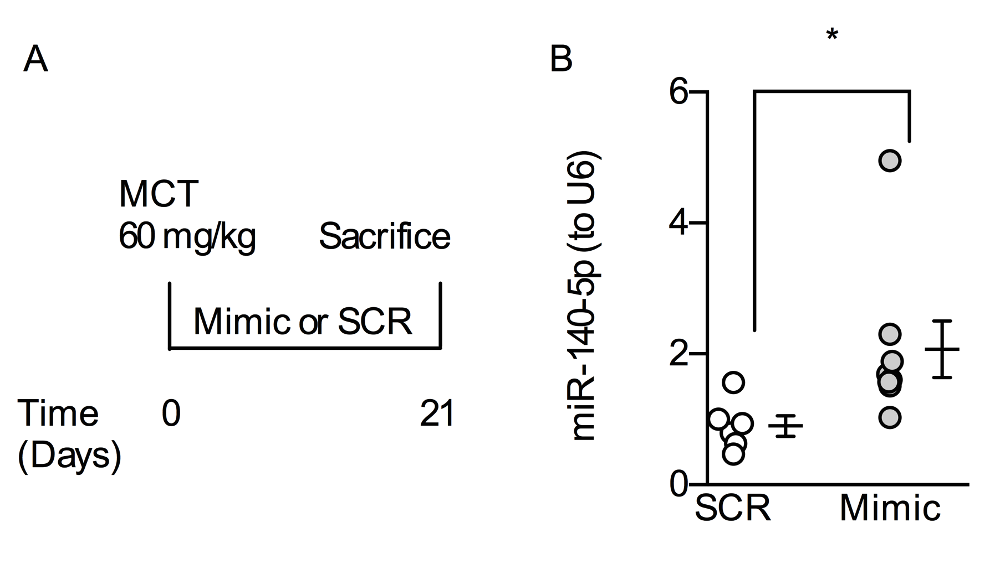 A
MCT
60 mg/kg
Sacrifice
Mimic or SCR
Time
(Days)
0
21
B
*
miR-140-5p (to U6)
6
4
2
0
SCR
Mimic